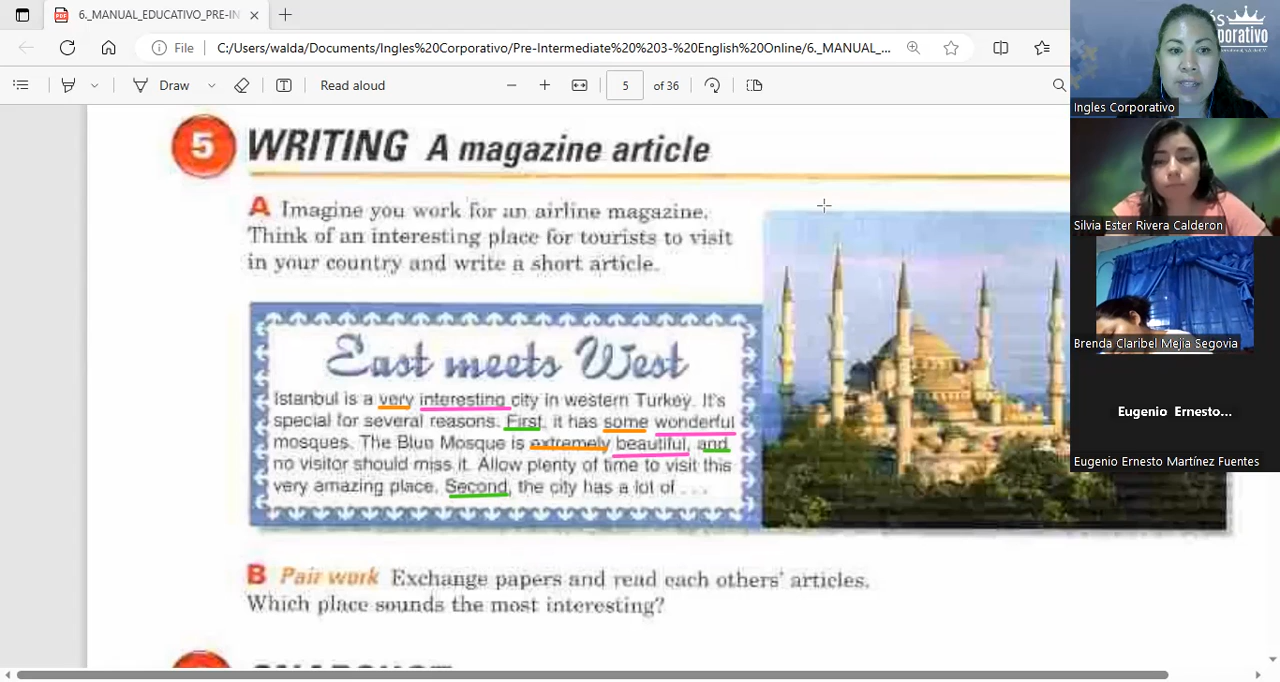 6._MANUAL_EDUCATIVO_PRE-IN
File
C:/Users/walda/Documents/Ingles%20Corporativo/Pre-Intermediate%20%203-%20English%20Online/6._MANUAL_...
Draw
Read aloud
5
of 36
5 WRITING A magazine article
A Imagine you work for an airline magazine.
Think of an interesting place for tourists to visit
in your country and write a short article.
East meets West
Istanbul is a very interesting city in western Turkey. It's
special for several reasons. First, it has some wonderful
mosques. The Blue Mosque is extremely beautiful, and
no visitor should miss it. Allow plenty of time to visit this
very amazing place. Second, the city has a lot of . . .
B Pair work Exchange papers and read each others' articles.
Which place sounds the most interesting?
Ingles Corporativo
Silvia Ester Rivera Calderon
Brenda Claribel Mejia Segovia
Eugenio Ernesto...
Eugenio Ernesto Martínez Fuentes